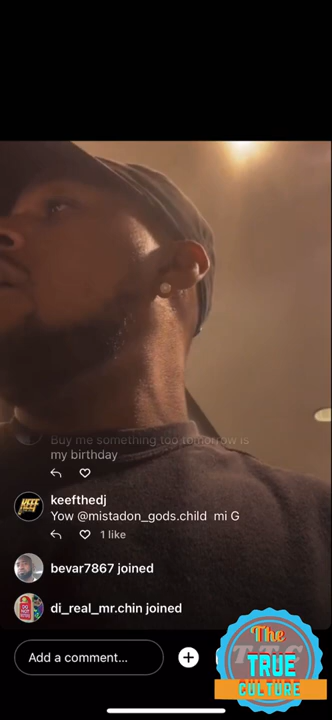 Buy me something too tomorrow is
my birthday
keefthedj
Yow @mistadon_gods.child mi G
1 like
bevar7867 joined
di_real_mr.chin joined
Add a comment...
The
TRUE
CULTURE